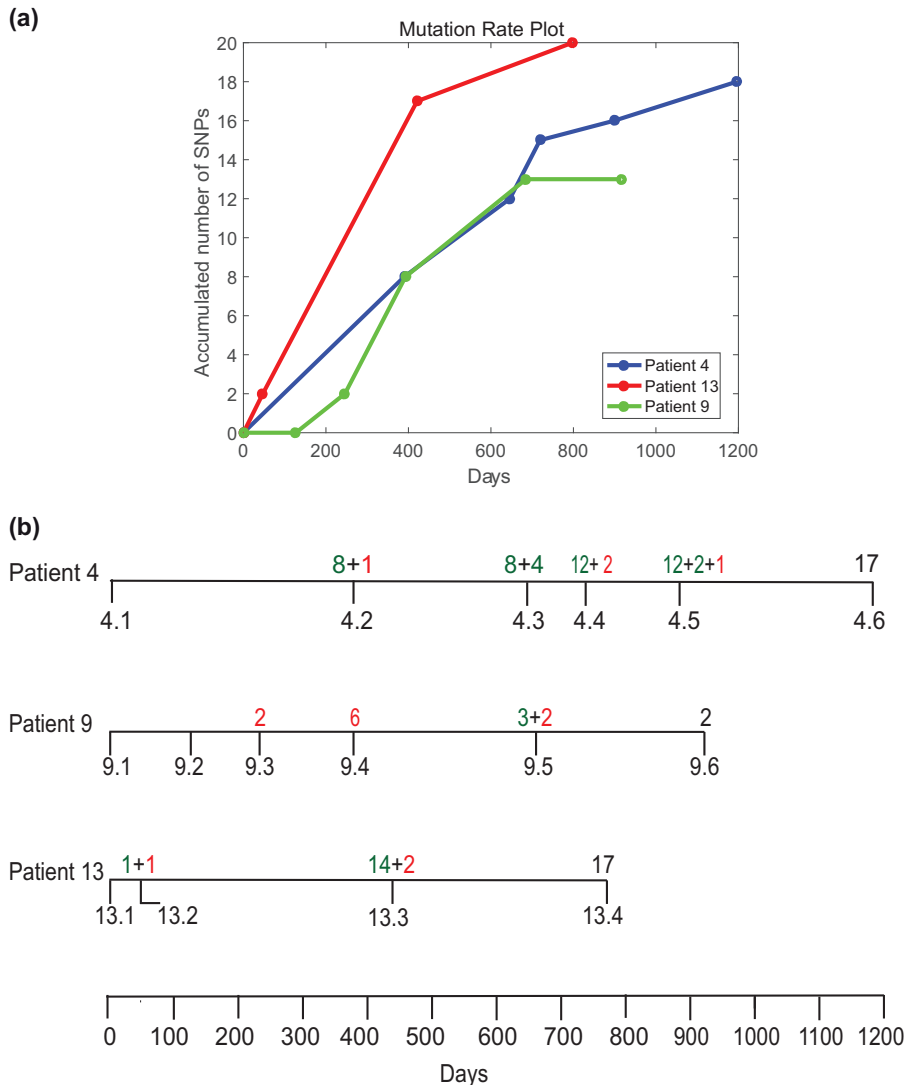 (a)
Mutation Rate Plot
20
18
16
14
12
10
8
6
4
2
0
Accumulated number of SNPs
0 200 400 600 800 1000 1200
Days
Patient 4
Patient 13
Patient 9
(b)
Patient 4
8+1 8+4 12+ 2 12+2+1 17
4.1 4.2 4.3 4.4 4.5 4.6
Patient 9
2 6 3+2 2
9.1 9.2 9.3 9.4 9.5 9.6
Patient 13
1+1 14+2 17
13.1 13.2 13.3 13.4
0 100 200 300 400 500 600 700 800 900 1000 1100 1200
Days